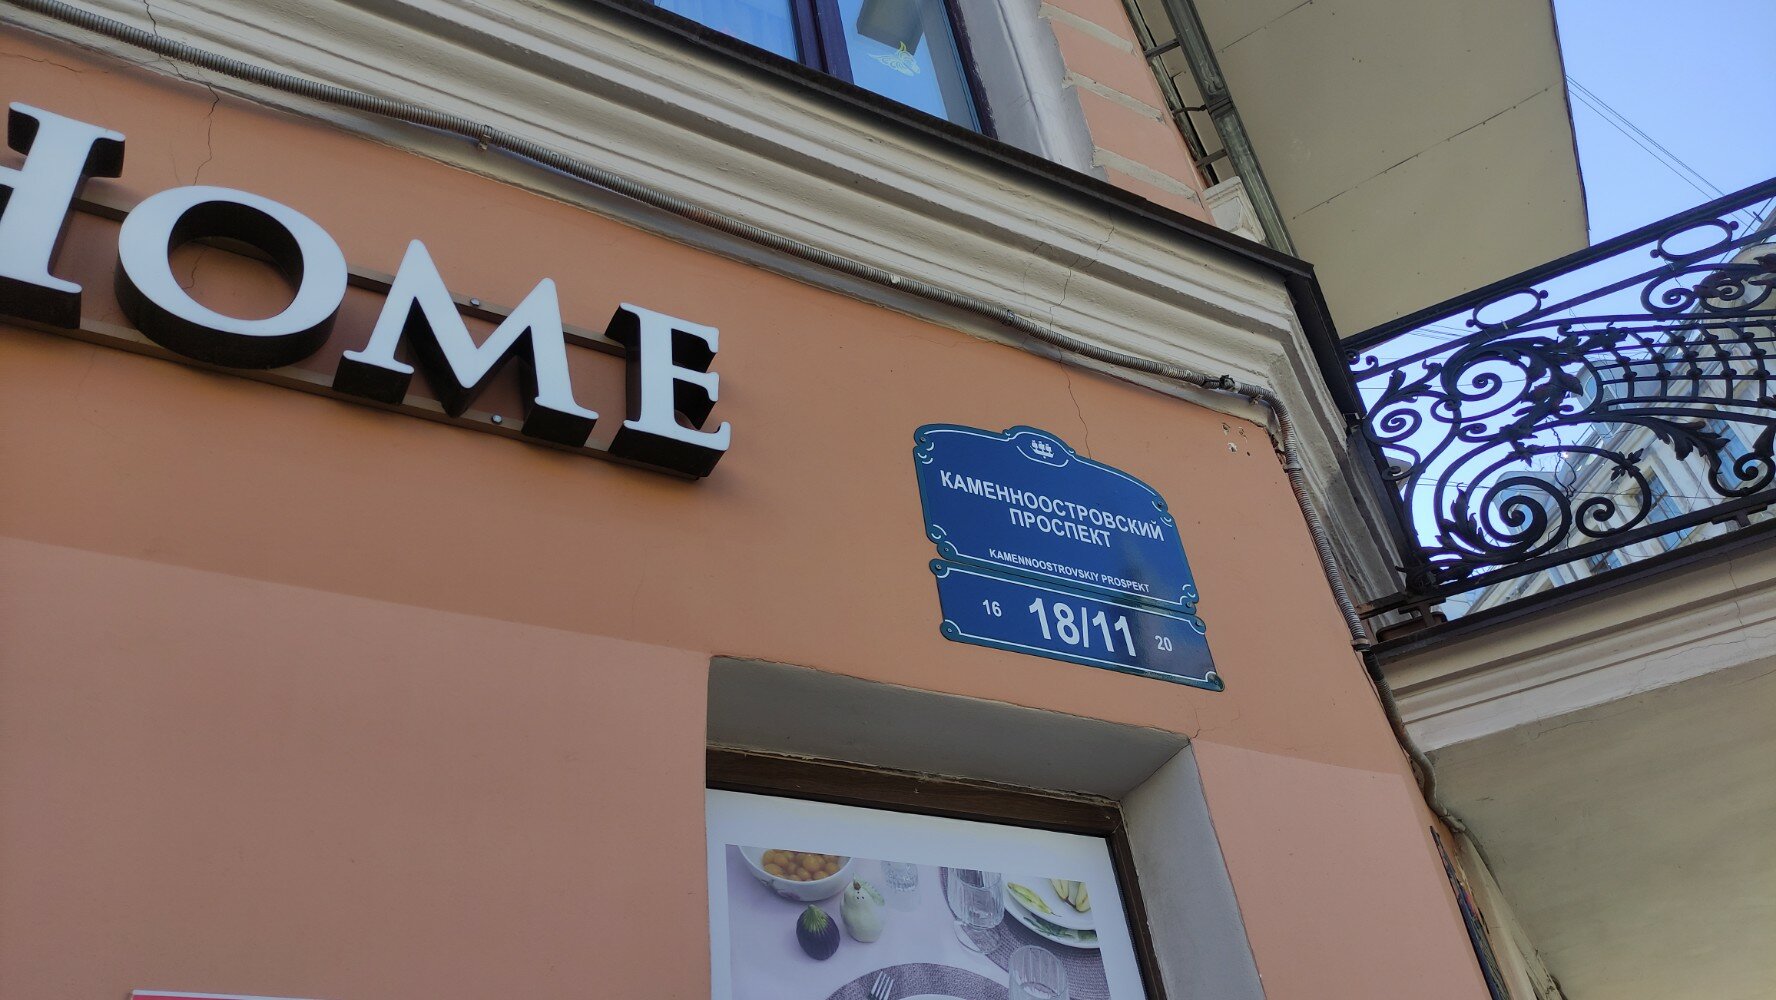 HOME
КАМЕННООСТРОВСКИЙ
ПРОСПЕКТ
KAMENNOOSTROVSKIY PROSPEKT
16 18/11 20